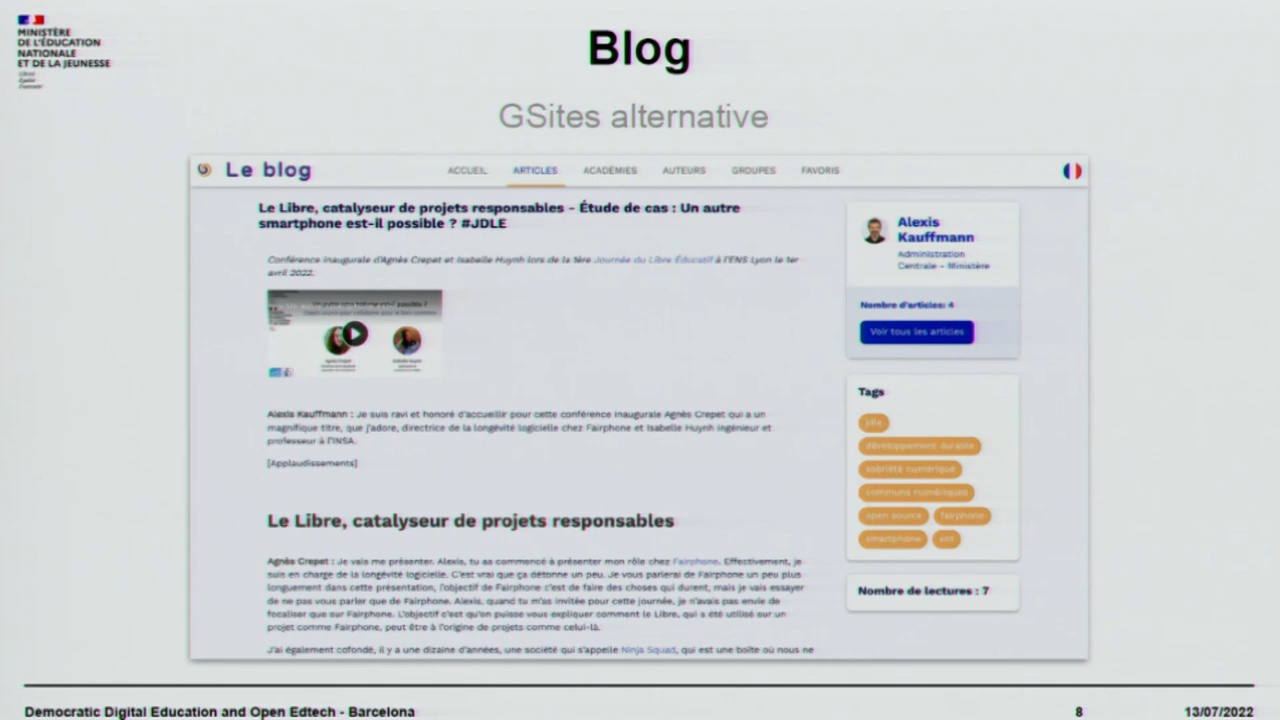 MINISTÈRE
DE L'ÉDUCATION
NATIONALE
ET DE LA JEUNESSE
Blog
GSites alternative
Le blog
ACCUEIL ARTICLES ACADÉMIES AUTEURS GROUPES FAVORIS
Le Libre, catalyseur de projets responsables - Étude de cas : Un autre
smartphone est-il possible ? #JDLE
Conférence inaugurale d'Agnès Crepet et Isabelle Huynh lors de la 1ère Journée du Libre Éducatif à l'ENS Lyon le 1er
avril 2022.
Alexis Kauffmann : Je suis ravi et honoré d'accueillir pour cette conférence inaugurale Agnès Crepet qui a un
magnifique titre, que j'adore, directrice de la longévité logicielle chez Fairphone et Isabelle Huynh ingénieur et
professeur à l'INSA.
[Applaudissements]
Le Libre, catalyseur de projets responsables
Agnès Crepet : Je vais me présenter. Alexis, tu as commencé à présenter mon rôle chez Fairphone. Effectivement, je
suis en charge de la longévité logicielle. C'est vrai que ça détonne un peu. Je vous parlerai de Fairphone un peu plus
longuement dans cette présentation, l'objectif de Fairphone c'est de faire des choses qui durent, mais je vais essayer
de ne pas vous parler que de Fairphone. Alexis, quand tu m'as invitée pour cette journée, je n'avais pas envie de
focaliser que sur Fairphone. L'objectif c'est qu'on puisse vous expliquer comment le Libre, qui a été utilisé sur un
projet comme Fairphone, peut être à l'origine de projets comme celui-là.
J'ai également cofondé, il y a une dizaine d'années, une société qui s'appelle Ninja Squad, qui est une boîte où nous ne
Alexis
Kauffmann
Administration
Centrale - Ministère
Nombre d'articles: 4
Voir tous les articles
Tags
jdle
développement durable
sobriété numérique
communs numériques
open source fairphone
smartphone
Nombre de lectures : 7
Democratic Digital Education and Open Edtech - Barcelona 8 13/07/2022